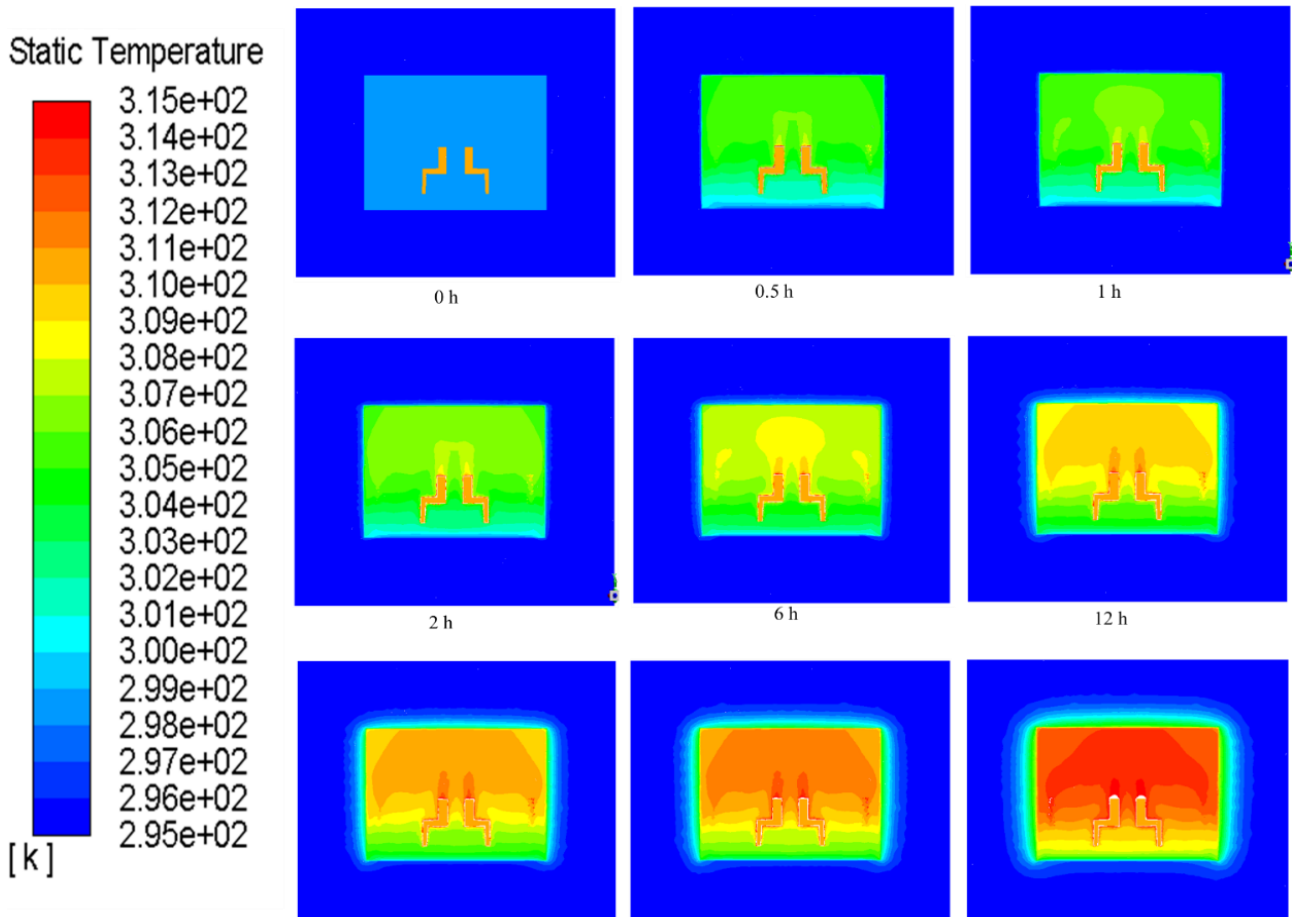 Static Temperature
3.15e+02
3.14e+02
3.13e+02
3.12e+02
3.11e+02
3.10e+02
3.09e+02
3.08e+02
3.07e+02
3.06e+02
3.05e+02
3.04e+02
3.03e+02
3.02e+02
3.01e+02
3.00e+02
2.99e+02
2.98e+02
2.97e+02
2.96e+02
2.95e+02
[k]
0 h
0.5 h
1 h
2 h
6 h
12 h